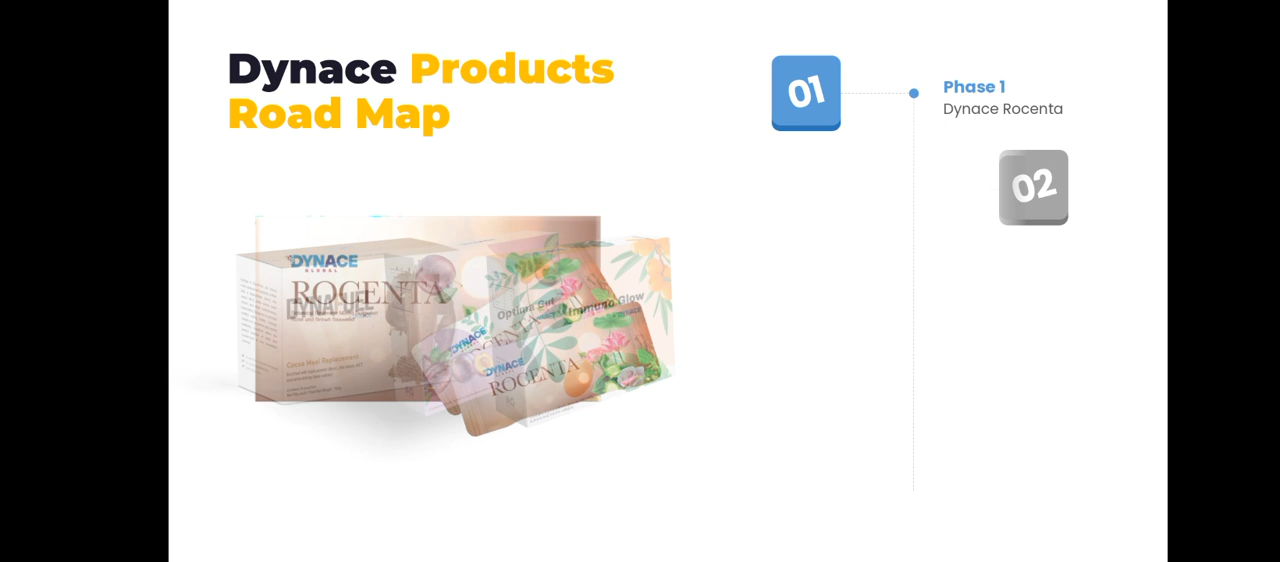 Dynace Products
Road Map
01
Phase 1
Dynace Rocenta
02
DYNACE
GLOBAL
ROCENTA
Cocoa Meal Replacement
Optima Gut
Immuno Glow
DYNACE
ROCENTA
DYNACE
ROCENTA